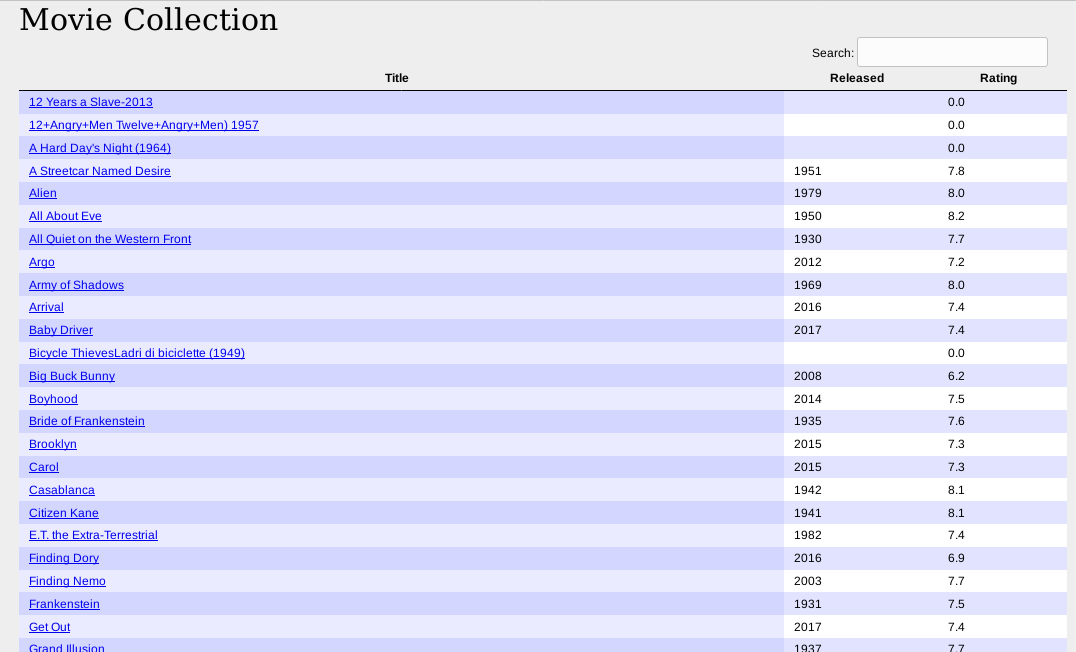 Movie Collection
Search:
Title Released Rating
12 Years a Slave-2013 0.0
12+Angry+Men Twelve+Angry+Men) 1957 0.0
A Hard Day's Night (1964) 0.0
A Streetcar Named Desire 1951 7.8
Alien 1979 8.0
All About Eve 1950 8.2
All Quiet on the Western Front 1930 7.7
Argo 2012 7.2
Army of Shadows 1969 8.0
Arrival 2016 7.4
Baby Driver 2017 7.4
Bicycle ThievesLadri di biciclette (1949) 0.0
Big Buck Bunny 2008 6.2
Boyhood 2014 7.5
Bride of Frankenstein 1935 7.6
Brooklyn 2015 7.3
Carol 2015 7.3
Casablanca 1942 8.1
Citizen Kane 1941 8.1
E.T. the Extra-Terrestrial 1982 7.4
Finding Dory 2016 6.9
Finding Nemo 2003 7.7
Frankenstein 1931 7.5
Get Out 2017 7.4
Grand Illusion 1937 7.7